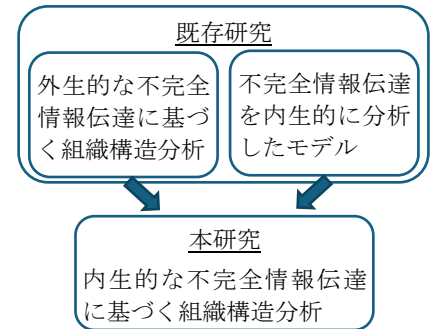 既存研究
外生的な不完全
情報伝達に基づ
く組織構造分析
不完全情報伝達
を内生的に分析
したモデル
本研究
内生的な不完全情報伝達
に基づく組織構造分析